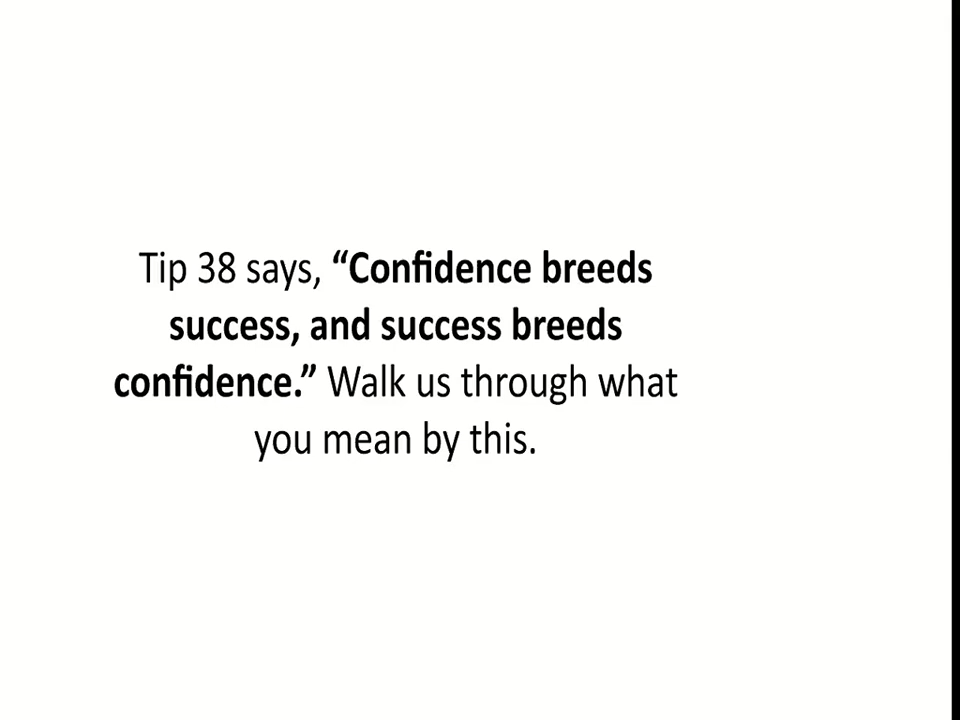 Tip 38 says, “Confidence breeds
success, and success breeds
confidence.” Walk us through what
you mean by this.